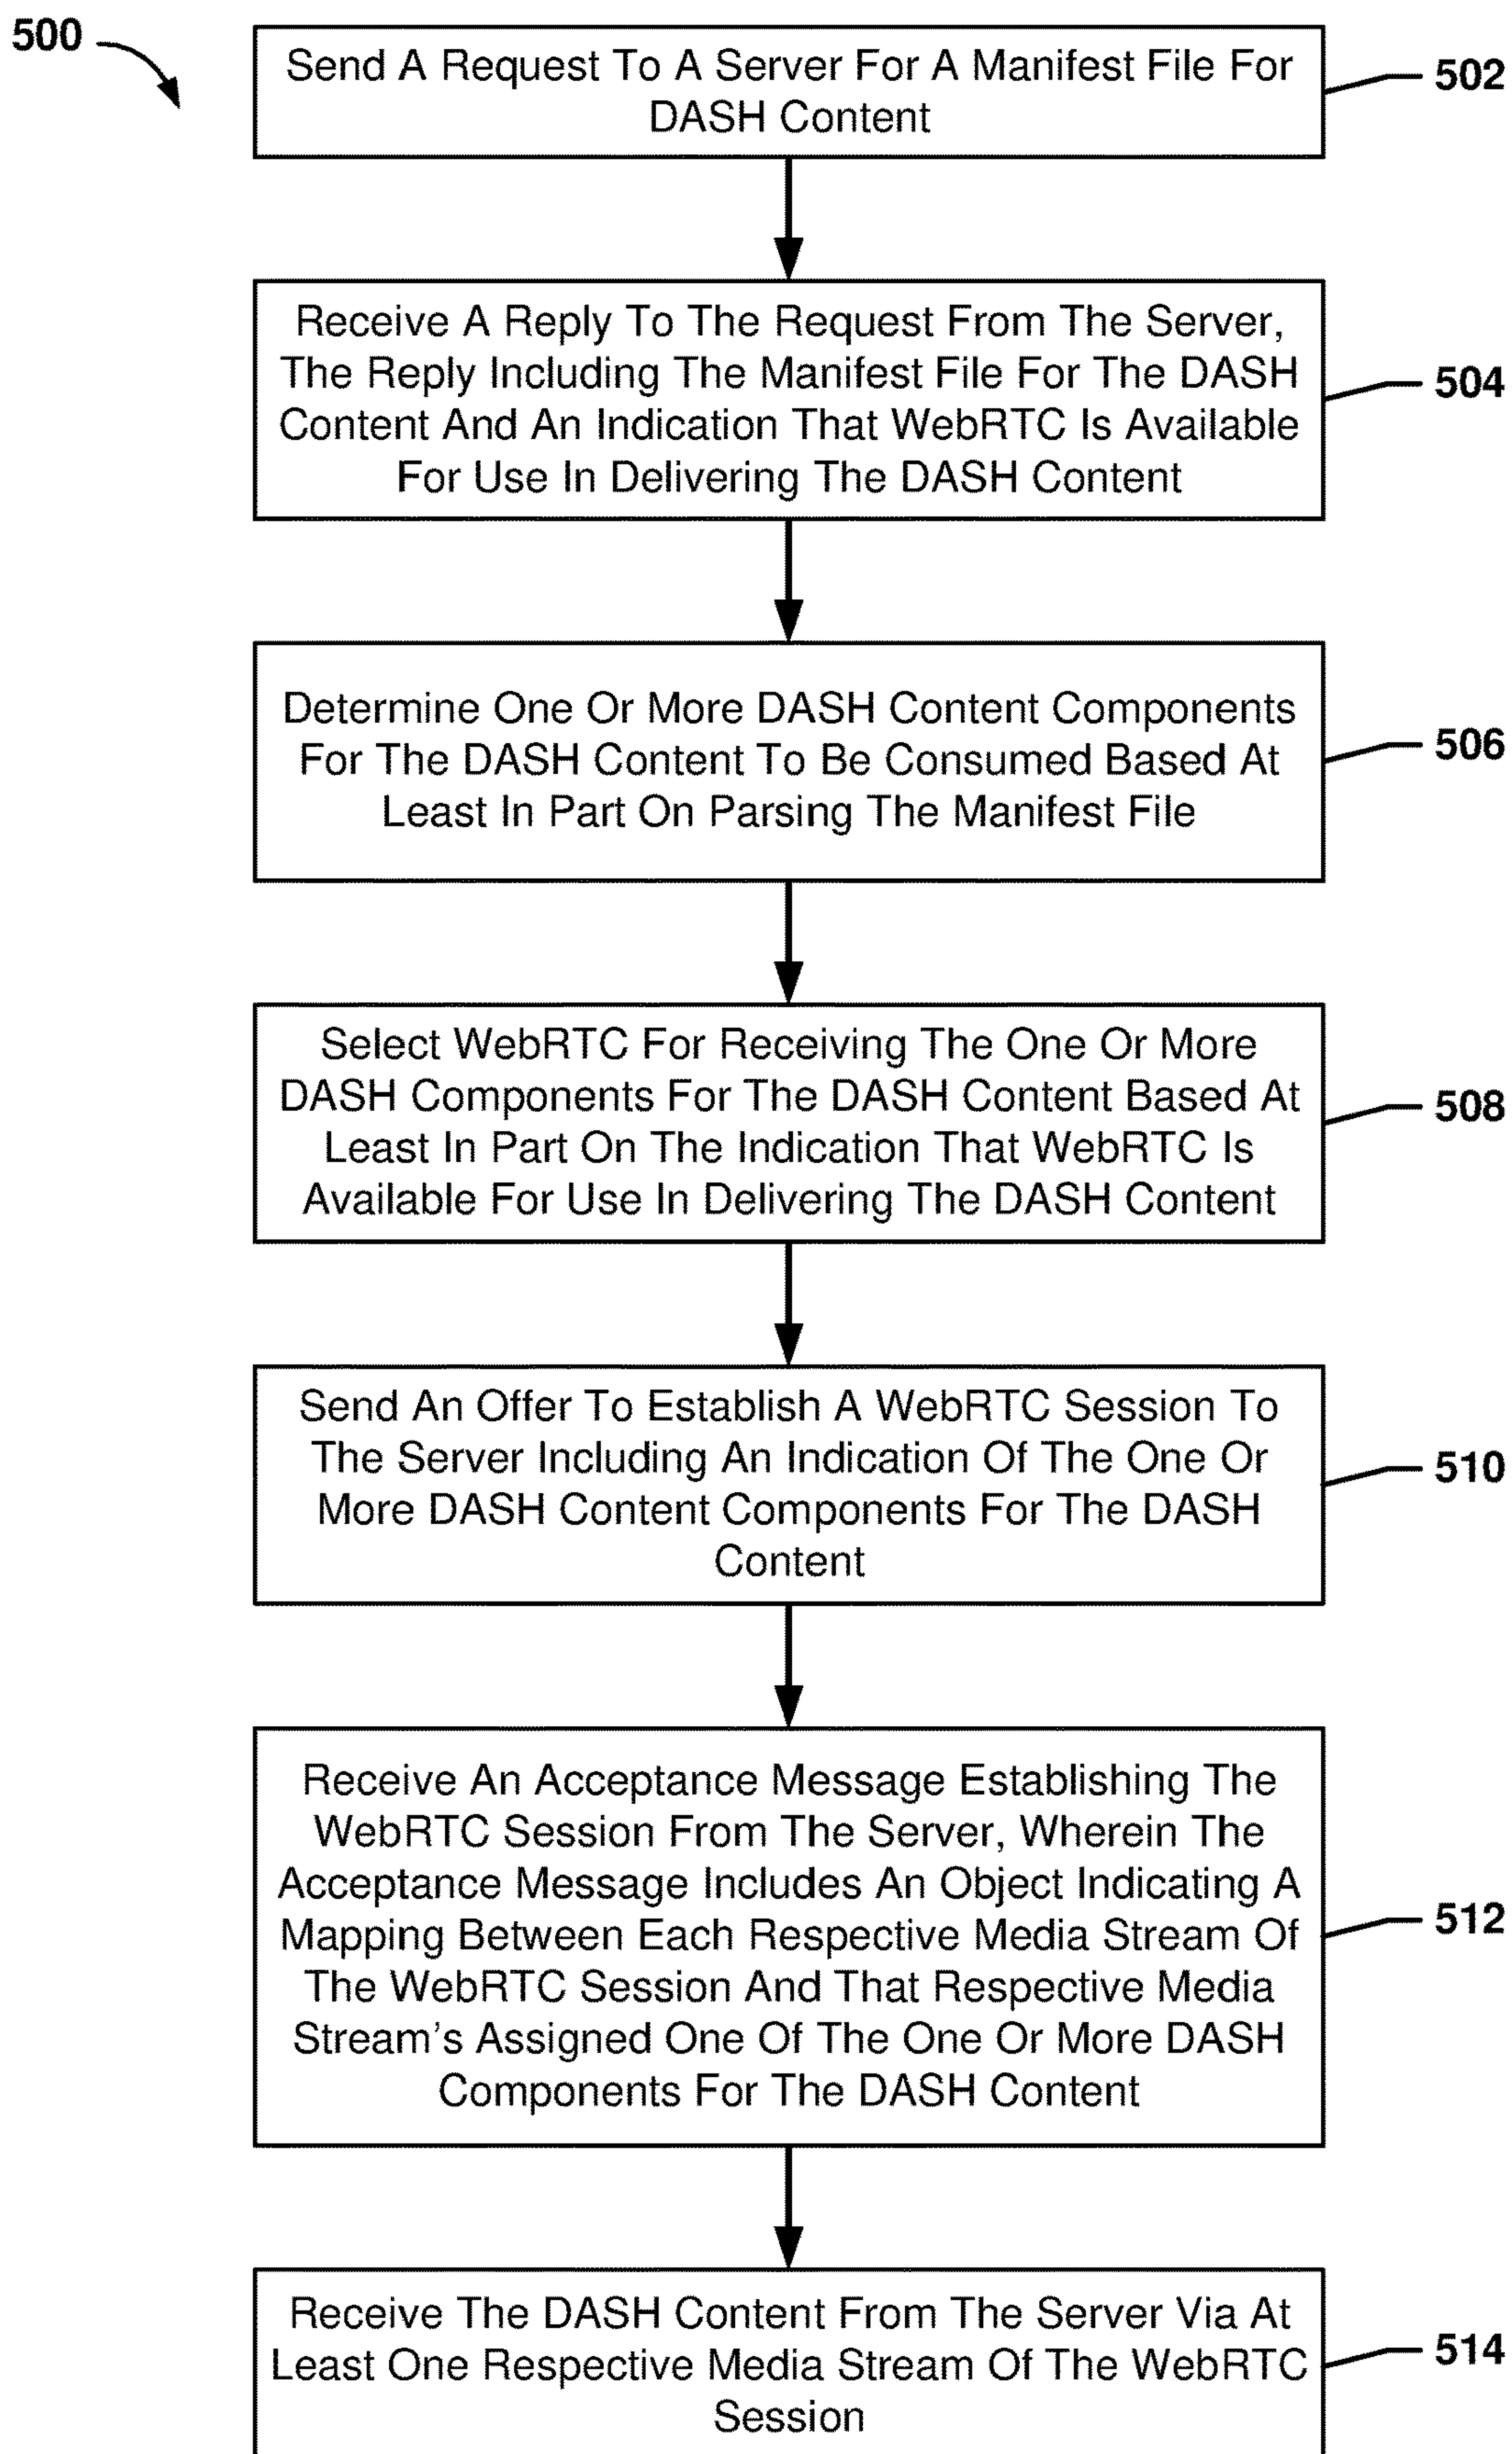 500
Send A Request To A Server For A Manifest File For
DASH Content
502
Receive A Reply To The Request From The Server,
The Reply Including The Manifest File For The DASH
Content And An Indication That WebRTC Is Available
For Use In Delivering The DASH Content
504
Determine One Or More DASH Content Components
For The DASH Content To Be Consumed Based At
Least In Part On Parsing The Manifest File
506
Select WebRTC For Receiving The One Or More
DASH Components For The DASH Content Based At
Least In Part On The Indication That WebRTC Is
Available For Use In Delivering The DASH Content
508
Send An Offer To Establish A WebRTC Session To
The Server Including An Indication Of The One Or
More DASH Content Components For The DASH
Content
510
Receive An Acceptance Message Establishing The
WebRTC Session From The Server, Wherein The
Acceptance Message Includes An Object Indicating A
Mapping Between Each Respective Media Stream Of
The WebRTC Session And That Respective Media
Stream's Assigned One Of The One Or More DASH
Components For The DASH Content
512
Receive The DASH Content From The Server Via At
Least One Respective Media Stream Of The WebRTC
Session
514